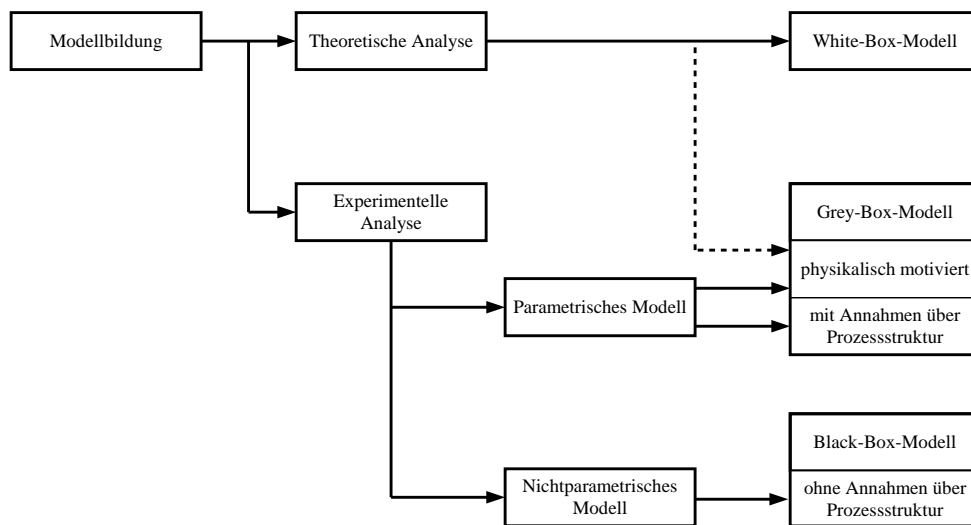 Modellbildung
Theoretische Analyse
White-Box-Modell
Experimentelle
Analyse
Grey-Box-Modell
physikalisch motiviert
Parametrisches Modell
mit Annahmen über
Prozessstruktur
Black-Box-Modell
Nichtparametrisches
Modell
ohne Annahmen über
Prozessstruktur